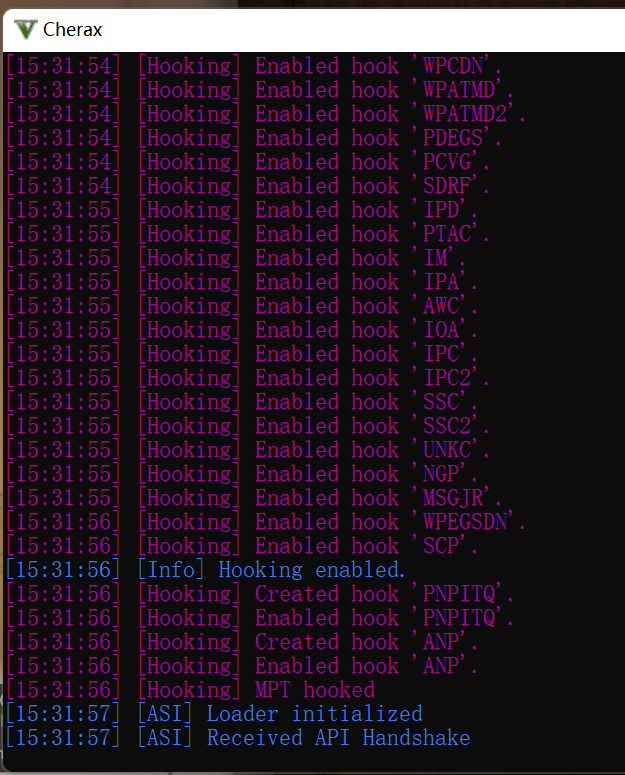 Cherax
[15:31:54] [Hooking] Enabled hook 'WPCDN'.
[15:31:54] [Hooking] Enabled hook 'WPATMD'.
[15:31:54] [Hooking] Enabled hook 'WPATMD2'.
[15:31:54] [Hooking] Enabled hook 'PDEGS'.
[15:31:54] [Hooking] Enabled hook 'PCVG'.
[15:31:54] [Hooking] Enabled hook 'SDRF'.
[15:31:55] [Hooking] Enabled hook 'IPD'.
[15:31:55] [Hooking] Enabled hook 'PTAC'.
[15:31:55] [Hooking] Enabled hook 'IM'.
[15:31:55] [Hooking] Enabled hook 'IPA'.
[15:31:55] [Hooking] Enabled hook 'AWC'.
[15:31:55] [Hooking] Enabled hook 'IOA'.
[15:31:55] [Hooking] Enabled hook 'IPC'.
[15:31:55] [Hooking] Enabled hook 'IPC2'.
[15:31:55] [Hooking] Enabled hook 'SSC'.
[15:31:55] [Hooking] Enabled hook 'SSC2'.
[15:31:55] [Hooking] Enabled hook 'UNKC'.
[15:31:55] [Hooking] Enabled hook 'NGP'.
[15:31:55] [Hooking] Enabled hook 'MSGJR'.
[15:31:56] [Hooking] Enabled hook 'WPEGSDN'.
[15:31:56] [Hooking] Enabled hook 'SCP'.
[15:31:56] [Info] Hooking enabled.
[15:31:56] [Hooking] Created hook 'PNPITQ'.
[15:31:56] [Hooking] Enabled hook 'PNPITQ'.
[15:31:56] [Hooking] Created hook 'ANP'.
[15:31:56] [Hooking] Enabled hook 'ANP'.
[15:31:56] [Hooking] MPT hooked
[15:31:57] [ASI] Loader initialized
[15:31:57] [ASI] Received API Handshake